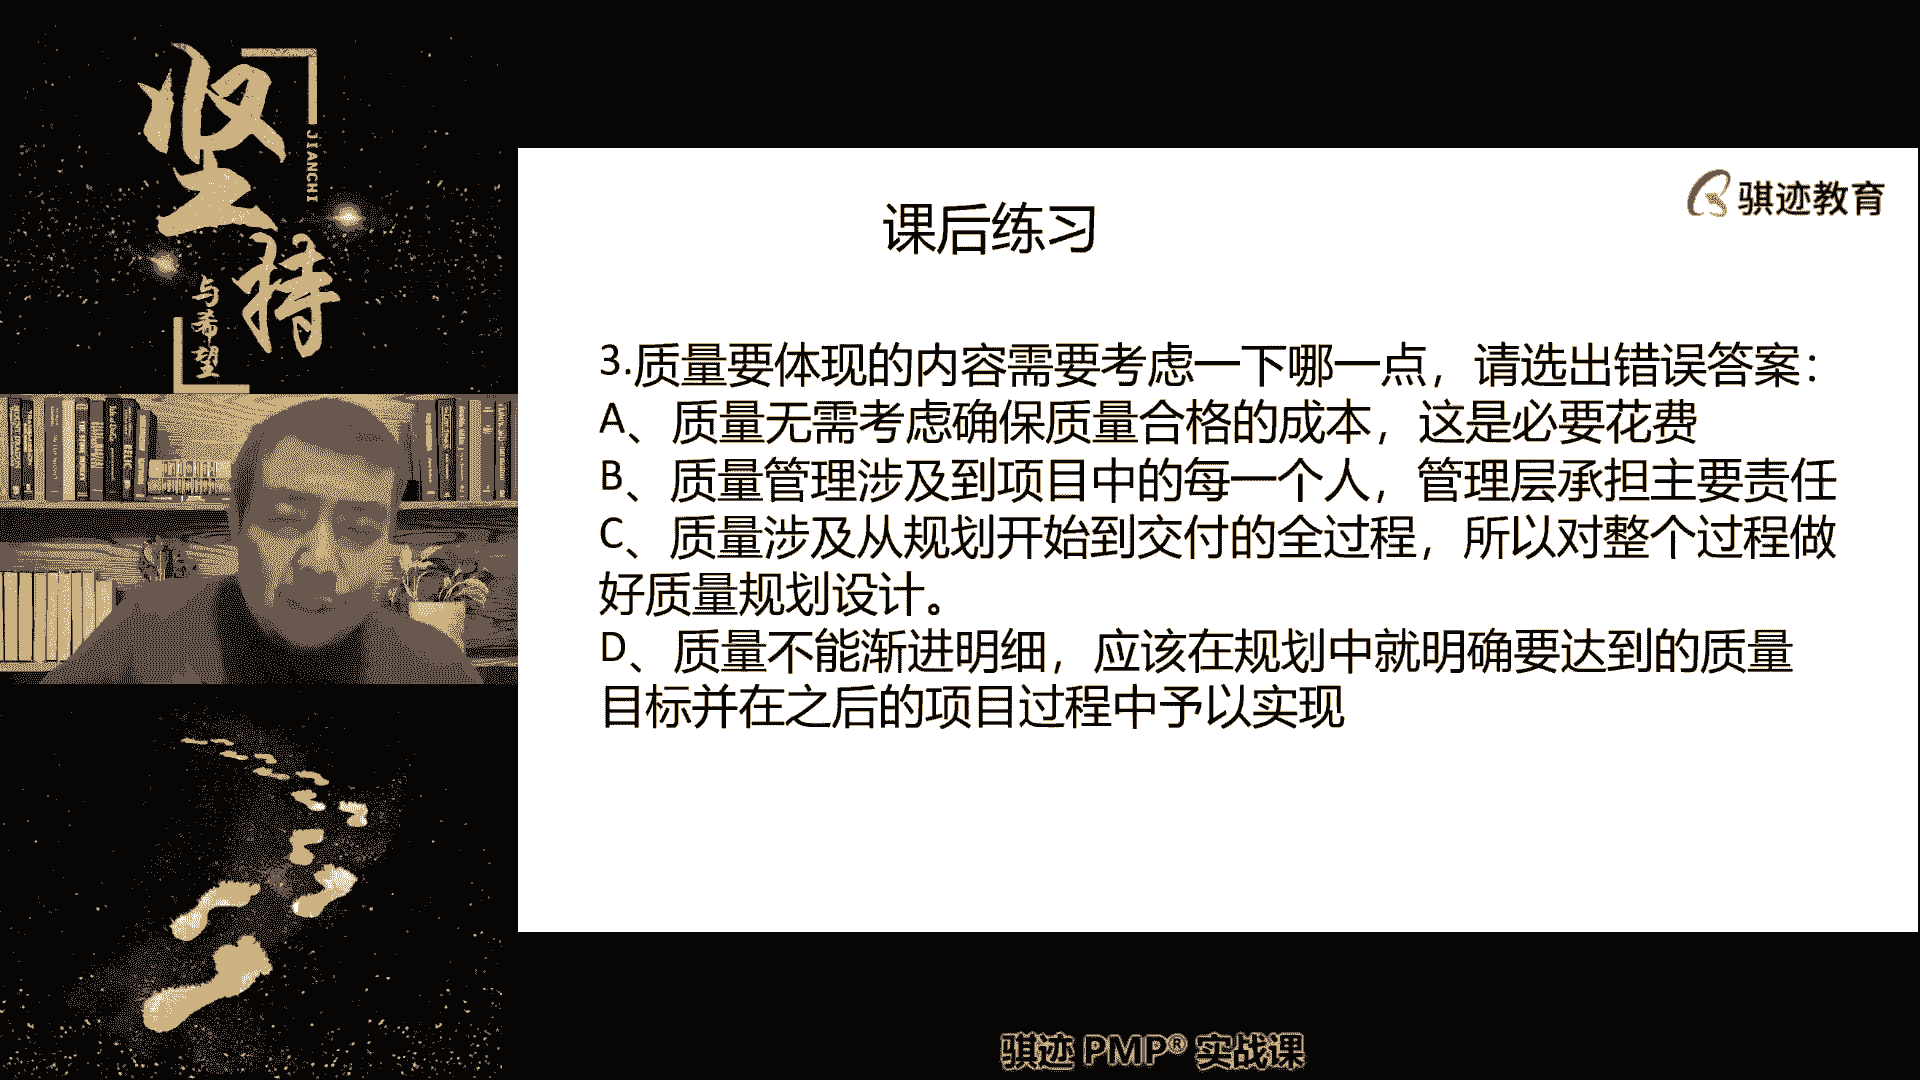 坚持
JIANCHI
与希望
骐迹教育
课后练习
3.质量要体现的内容需要考虑一下哪一点，请选出错误答案：
A、质量无需考虑确保质量合格的成本，这是必要花费
B、质量管理涉及到项目中的每一个人，管理层承担主要责任
C、质量涉及从规划开始到交付的全过程，所以对整个过程做
好质量规划设计。
D、质量不能渐进明细，应该在规划中就明确要达到的质量
目标并在之后的项目过程中予以实现
骐迹 PMP® 实战课